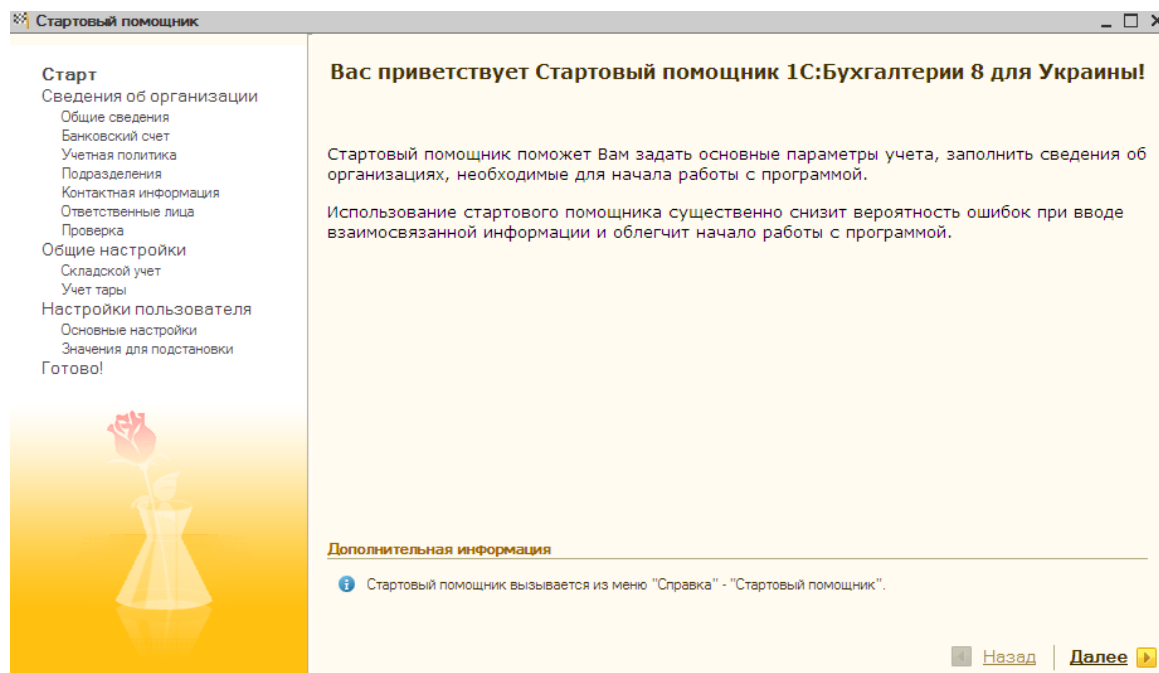 Стартовый помощник
Старт
Сведения об организации
Общие сведения
Банковский счет
Учетная политика
Подразделения
Контактная информация
Ответственные лица
Проверка
Общие настройки
Складской учет
Учет тары
Настройки пользователя
Основные настройки
Значения для подстановки
Готово!
Вас приветствует Стартовый помощник 1С:Бухгалтерии 8 для Украины!
Стартовый помощник поможет Вам задать основные параметры учета, заполнить сведения об
организациях, необходимые для начала работы с программой.
Использование стартового помощника существенно снизит вероятность ошибок при вводе
взаимосвязанной информации и облегчит начало работы с программой.
Дополнительная информация
Стартовый помощник вызывается из меню "Справка" - "Стартовый помощник".
Назад
Далее